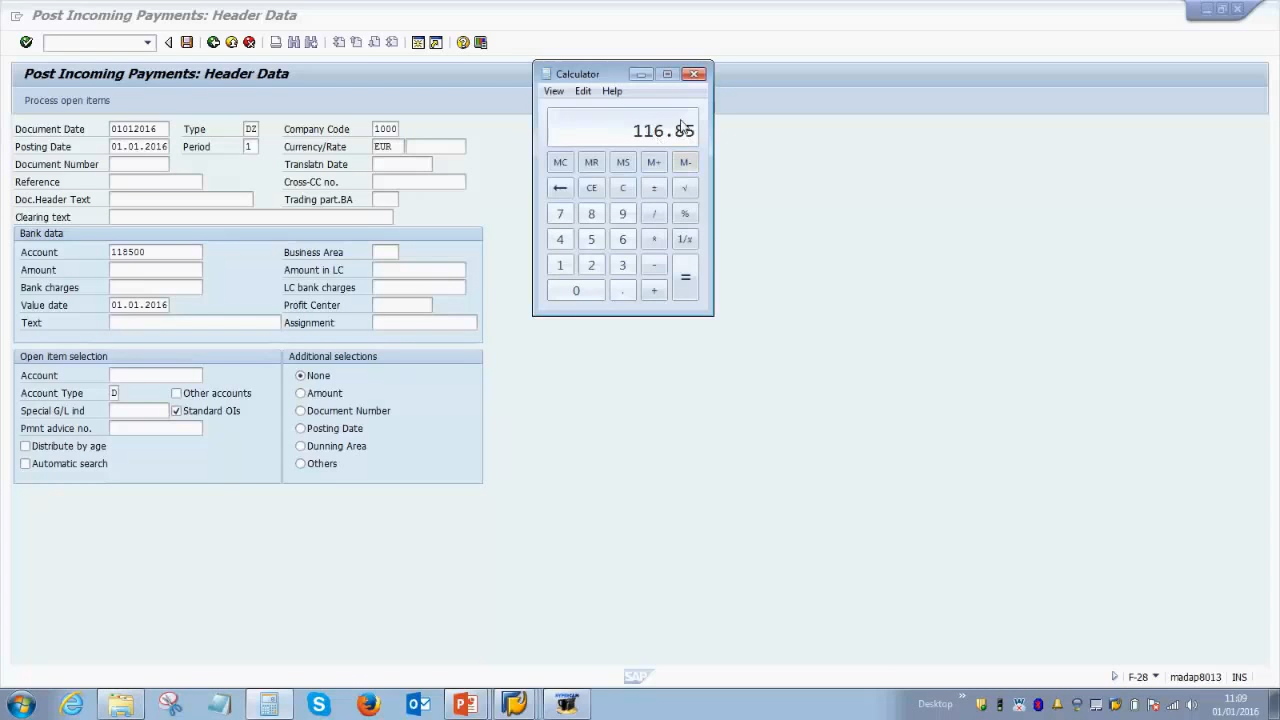 Post Incoming Payments: Header Data
Post Incoming Payments: Header Data
Process open items
Document Date 01012016 Type DZ Company Code 1000
Posting Date 01.01.2016 Period 1 Currency/Rate EUR
Document Number Translatn Date
Reference Cross-CC no.
Doc.Header Text Trading part.BA
Clearing text
Bank data
Account 118500 Business Area
Amount Amount in LC
Bank charges LC bank charges
Value date 01.01.2016 Profit Center
Text Assignment
Open item selection
Account
Account Type D Other accounts
Special G/L ind Standard OIs
Pmnt advice no.
Distribute by age
Automatic search
Additional selections
None
Amount
Document Number
Posting Date
Dunning Area
Others
Calculator
View Edit Help
116.85
MC MR MS M+ M-
← CE C ± √
7 8 9 / %
4 5 6 * 1/x
1 2 3 - =
0 . +
SAP
F-28 madap8013 INS
Desktop
11:09
01/01/2016